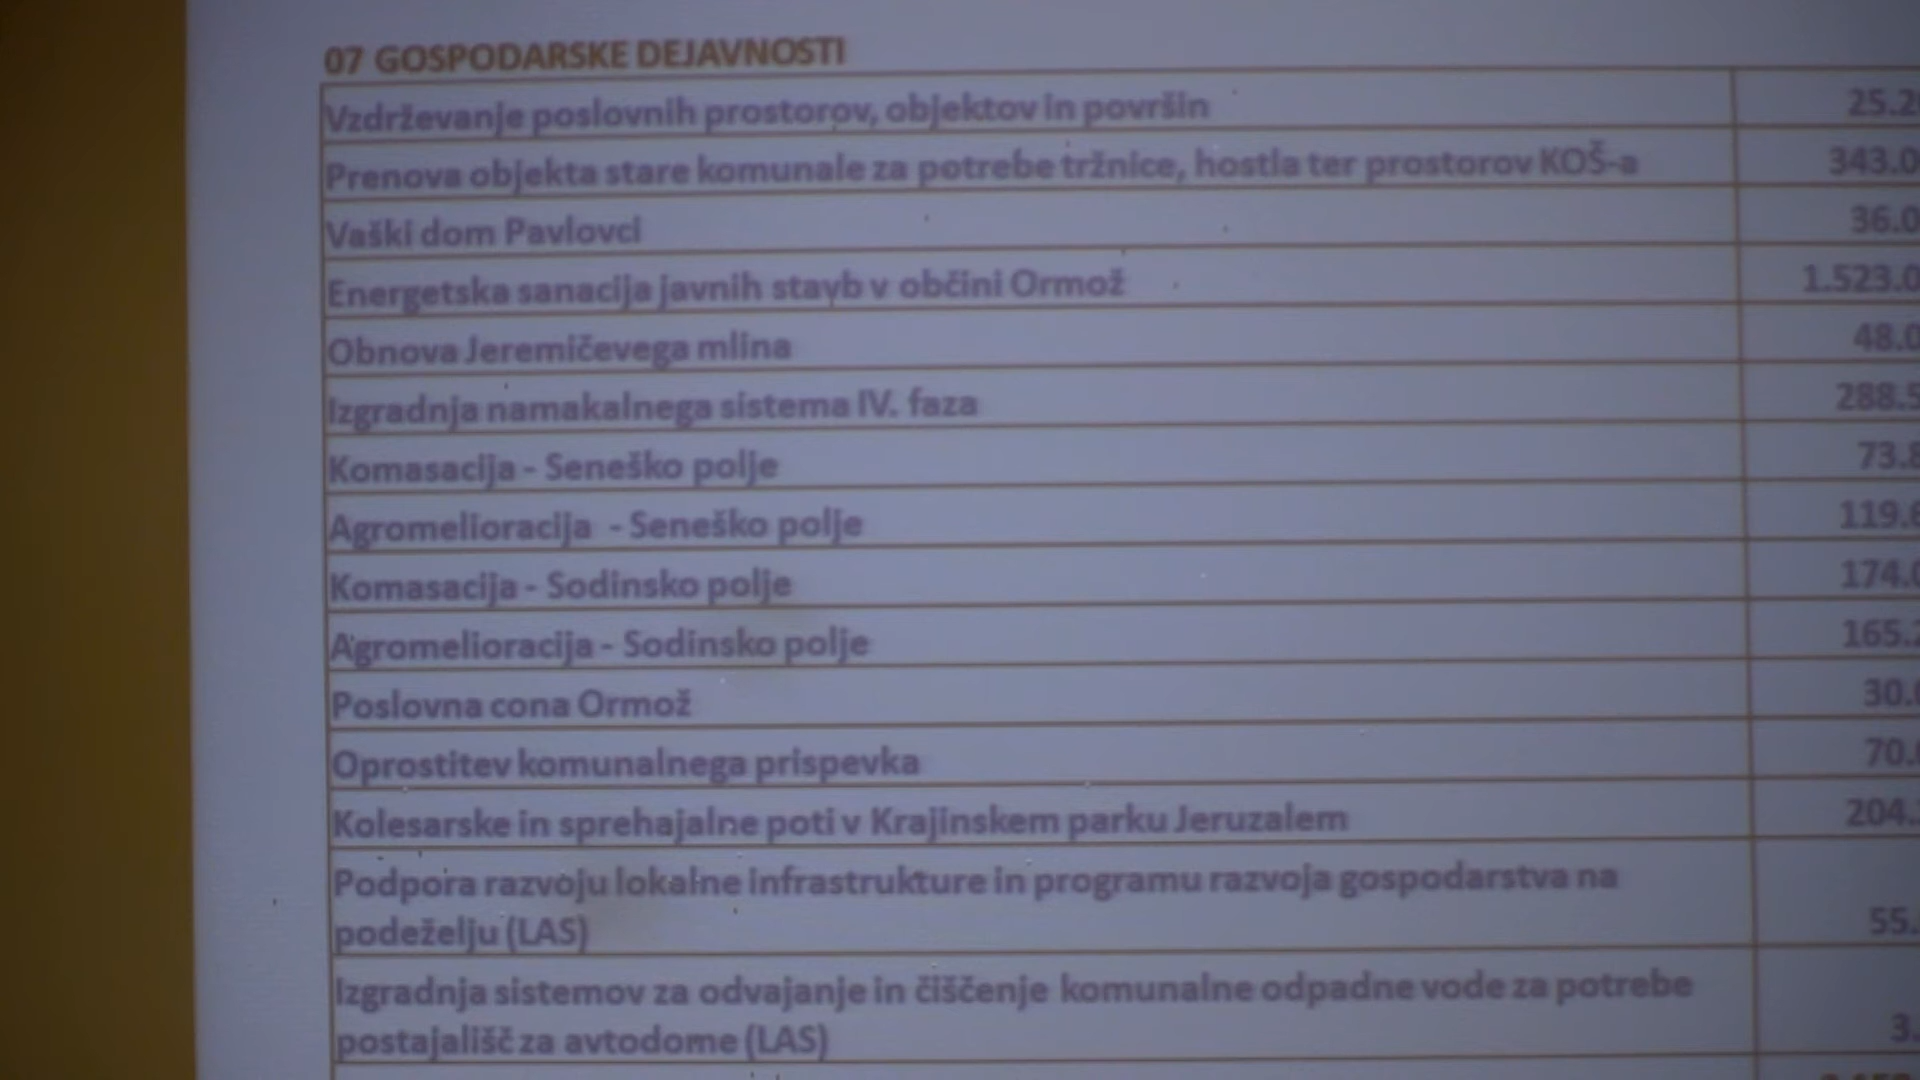 07 GOSPODARSKE DEJAVNOSTI
Vzdrževanje poslovnih prostorov, objektov in površin 25.2
Prenova objekta stare komunale za potrebe tržnice, hostla ter prostorov KOŠ-a 343.0
Vaški dom Pavlovci 36.0
Energetska sanacija javnih stavb v občini Ormož 1.523.0
Obnova Jeremičevega mlina 48.0
Izgradnja namakalnega sistema IV. faza 288.5
Komasacija - Seneško polje 73.8
Agromelioracija - Seneško polje 119.6
Komasacija - Sodinsko polje 174.0
Agromelioracija - Sodinsko polje 165.2
Poslovna cona Ormož 30.
Oprostitev komunalnega prispevka 70.
Kolesarske in sprehajalne poti v Krajinskem parku Jeruzalem 204.
Podpora razvoju lokalne infrastrukture in programu razvoja gospodarstva na
podeželju (LAS) 55.
Izgradnja sistemov za odvajanje in čiščenje komunalne odpadne vode za potrebe
postajališč za avtodome (LAS) 3.